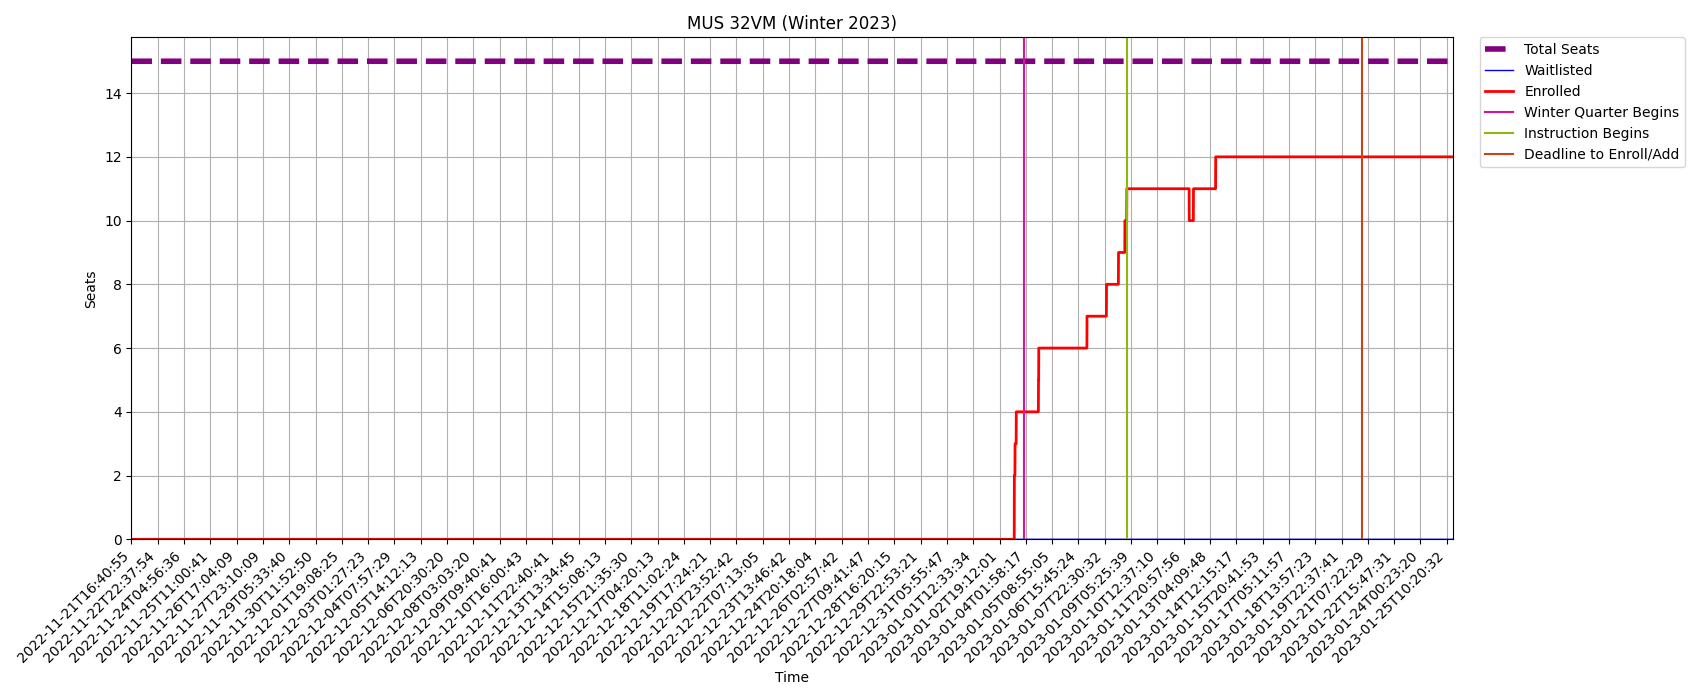 MUS 32VM (Winter 2023)
Total Seats
Waitlisted
Enrolled
Winter Quarter Begins
Instruction Begins
Deadline to Enroll/Add
Seats
14
12
10
8
6
4
2
0
2022-11-21T16:40:55
2022-11-22T22:37:54
2022-11-24T04:56:36
2022-11-25T11:00:41
2022-11-26T17:04:09
2022-11-27T23:10:09
2022-11-29T05:33:40
2022-11-30T11:52:50
2022-12-01T19:08:25
2022-12-03T01:27:23
2022-12-04T07:57:29
2022-12-05T14:12:13
2022-12-06T20:30:20
2022-12-08T03:03:20
2022-12-09T09:40:41
2022-12-10T16:00:43
2022-12-11T22:40:41
2022-12-13T13:34:45
2022-12-14T15:08:13
2022-12-15T21:35:30
2022-12-17T04:20:13
2022-12-18T11:02:24
2022-12-19T17:24:21
2022-12-20T23:52:42
2022-12-22T07:13:05
2022-12-23T13:46:42
2022-12-24T20:18:04
2022-12-26T02:57:42
2022-12-27T09:41:47
2022-12-28T16:20:15
2022-12-29T22:53:21
2022-12-31T05:55:47
2023-01-01T12:33:34
2023-01-02T19:12:01
2023-01-04T01:58:17
2023-01-05T08:55:05
2023-01-06T15:45:24
2023-01-07T22:30:32
2023-01-09T05:25:39
2023-01-10T12:37:10
2023-01-11T20:57:56
2023-01-13T04:09:48
2023-01-14T12:15:17
2023-01-15T20:41:53
2023-01-17T05:11:57
2023-01-18T13:57:23
2023-01-19T22:37:41
2023-01-21T07:22:29
2023-01-22T15:47:31
2023-01-24T00:23:20
2023-01-25T10:20:32
Time